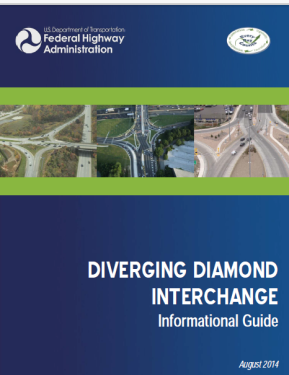 U.S. Department of Transportation
Federal Highway
Administration
DIVERGING DIAMOND
INTERCHANGE
Informational Guide
August 2014